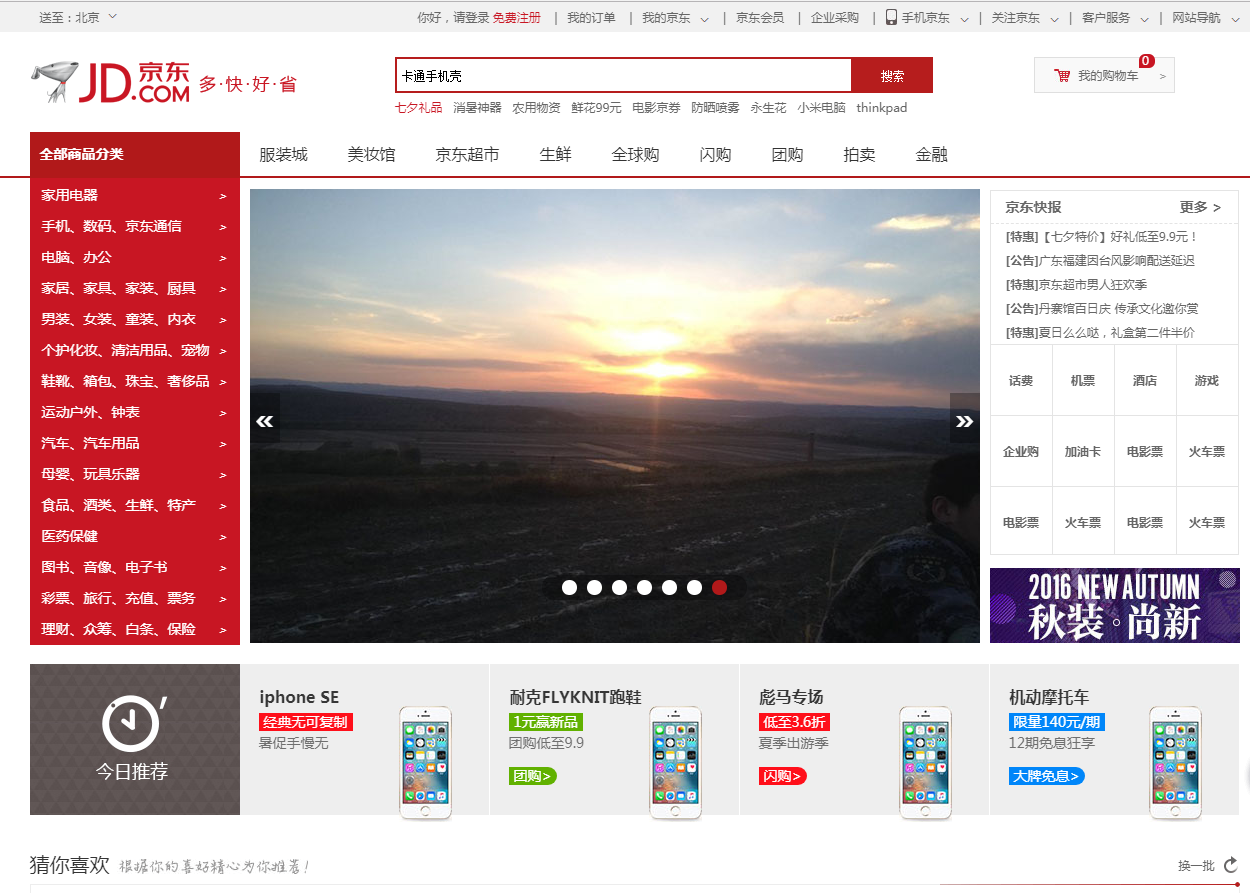 送至：北京
你好，请登录 免费注册 | 我的订单 | 我的京东 | 京东会员 | 企业采购 | 手机京东 | 关注京东 | 客户服务 | 网站导航
JD.COM 京东 多·快·好·省
卡通手机壳 搜索
0
我的购物车 >
七夕礼品 消暑神器 农用物资 鲜花99元 电影京券 防晒喷雾 永生花 小米电脑 thinkpad
全部商品分类 服装城 美妆馆 京东超市 生鲜 全球购 闪购 团购 拍卖 金融
家用电器 >
手机、数码、京东通信 >
电脑、办公 >
家居、家具、家装、厨具 >
男装、女装、童装、内衣 >
个护化妆、清洁用品、宠物 >
鞋靴、箱包、珠宝、奢侈品 >
运动户外、钟表 >
汽车、汽车用品 >
母婴、玩具乐器 >
食品、酒类、生鲜、特产 >
医药保健 >
图书、音像、电子书 >
彩票、旅行、充值、票务 >
理财、众筹、白条、保险 >
« »
京东快报 更多 >
[特惠]【七夕特价】好礼低至9.9元！
[公告]广东福建因台风影响配送延迟
[特惠]京东超市男人狂欢季
[公告]丹寨馆百日庆 传承文化邀你赏
[特惠]夏日么么哒，礼盒第二件半价
话费 机票 酒店 游戏
企业购 加油卡 电影票 火车票
电影票 火车票 电影票 火车票
2016 NEW AUTUMN
秋装。尚新
今日推荐
iphone SE
经典无可复制
暑促手慢无
耐克FLYKNIT跑鞋
1元赢新品
团购低至9.9
团购>
彪马专场
低至3.6折
夏季出游季
闪购>
机动摩托车
限量140元/期
12期免息狂享
大牌免息>
猜你喜欢 根据你的喜好精心为你推荐！
换一批